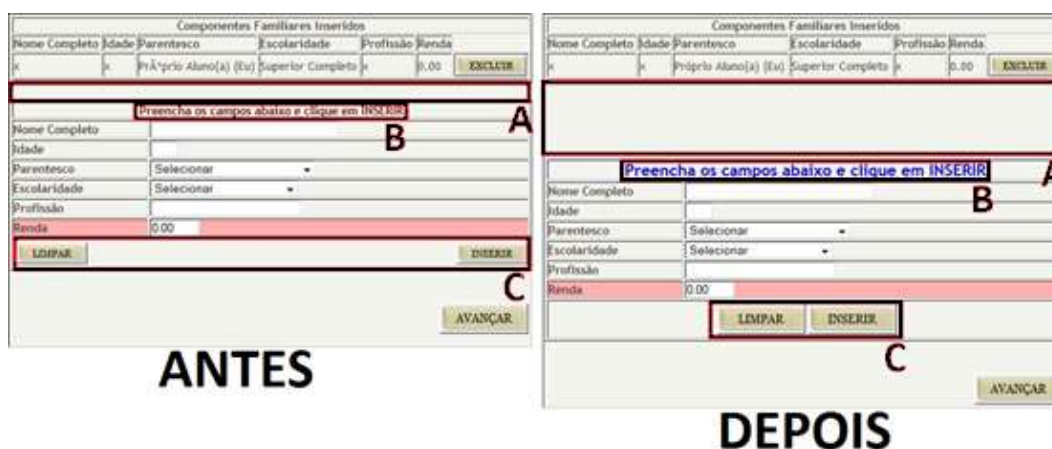 Componentes Familiares Inseridos
Nome Completo Idade Parentesco Escolaridade Profissão Renda
x x PrÃ³prio Aluno(a) (Eu) Superior Completo x 0.00 EXCLUIR
A
Preencha os campos abaixo e clique em INSERIR
B
Nome Completo
Idade
Parentesco Selecionar
Escolaridade Selecionar
Profissão
Renda 0.00
LIMPAR INSERIR
C
AVANÇAR
ANTES
Componentes Familiares Inseridos
Nome Completo Idade Parentesco Escolaridade Profissão Renda
x x Próprio Aluno(a) (Eu) Superior Completo x 0.00 EXCLUIR
A
Preencha os campos abaixo e clique em INSERIR
B
Nome Completo
Idade
Parentesco Selecionar
Escolaridade Selecionar
Profissão
Renda 0.00
LIMPAR INSERIR
C
AVANÇAR
DEPOIS